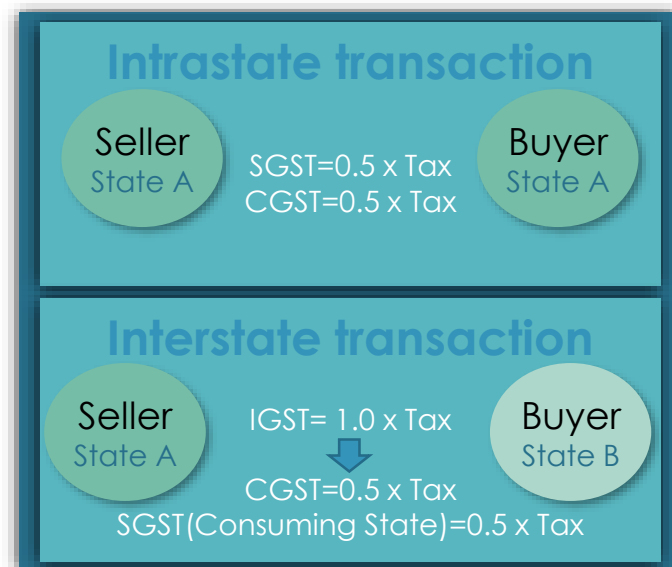 Intrastate transaction
Seller
State A
SGST=0.5 x Tax
CGST=0.5 x Tax
Buyer
State A
Interstate transaction
Seller
State A
IGST= 1.0 x Tax
CGST=0.5 x Tax
SGST(Consuming State)=0.5 x Tax
Buyer
State B